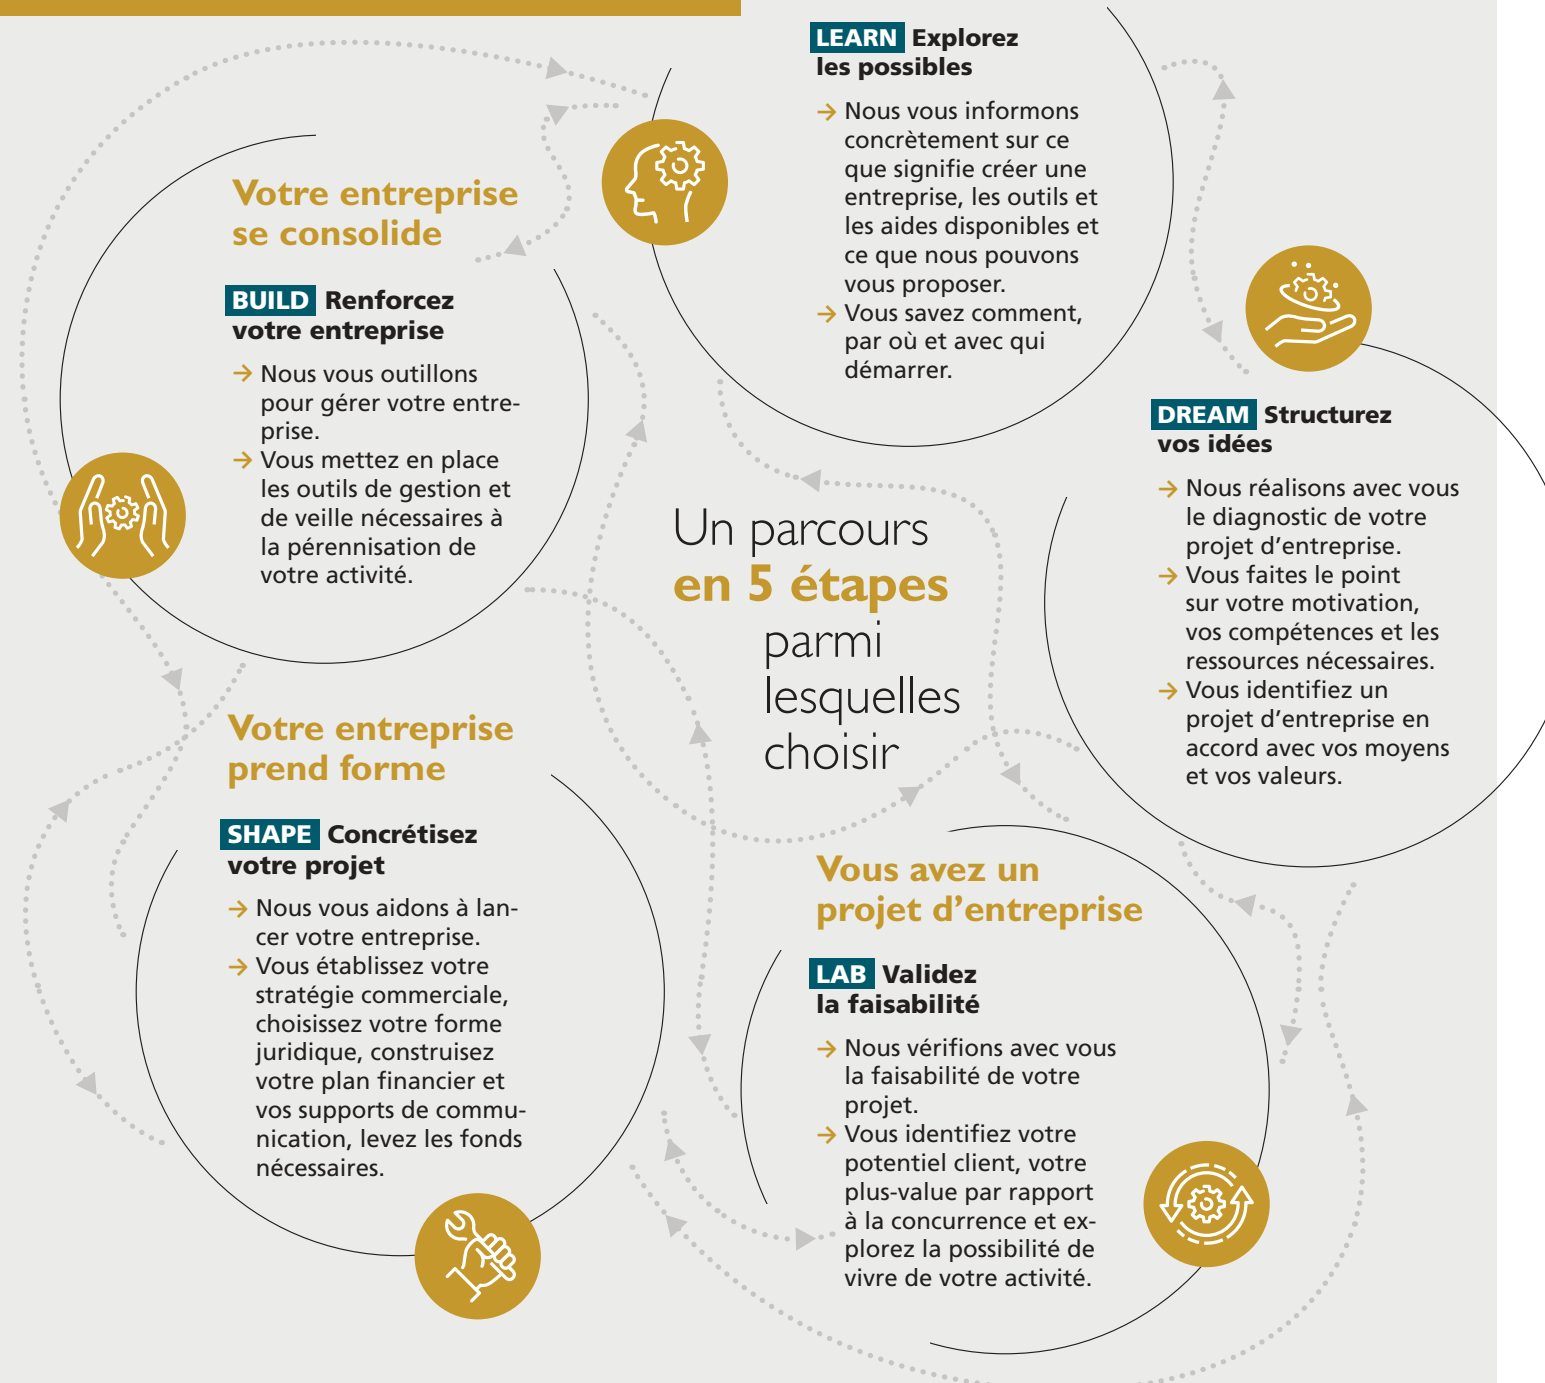 LEARN Explorez
les possibles
→ Nous vous informons
concrètement sur ce
que signifie créer une
entreprise, les outils et
les aides disponibles et
ce que nous pouvons
vous proposer.
→ Vous savez comment,
par où et avec qui
démarrer.
Votre entreprise
se consolide
BUILD Renforcez
votre entreprise
→ Nous vous outillons
pour gérer votre entre-
prise.
→ Vous mettez en place
les outils de gestion et
de veille nécessaires à
la pérennisation de
votre activité.
DREAM Structurez
vos idées
→ Nous réalisons avec vous
le diagnostic de votre
projet d’entreprise.
→ Vous faites le point
sur votre motivation,
vos compétences et les
ressources nécessaires.
→ Vous identifiez un
projet d’entreprise en
accord avec vos moyens
et vos valeurs.
Un parcours
en 5 étapes
parmi
lesquelles
choisir
Votre entreprise
prend forme
SHAPE Concrétisez
votre projet
→ Nous vous aidons à lan-
cer votre entreprise.
→ Vous établissez votre
stratégie commerciale,
choisissez votre forme
juridique, construisez
votre plan financier et
vos supports de commu-
nication, levez les fonds
nécessaires.
Vous avez un
projet d’entreprise
LAB Validez
la faisabilité
→ Nous vérifions avec vous
la faisabilité de votre
projet.
→ Vous identifiez votre
potentiel client, votre
plus-value par rapport
à la concurrence et ex-
plorez la possibilité de
vivre de votre activité.